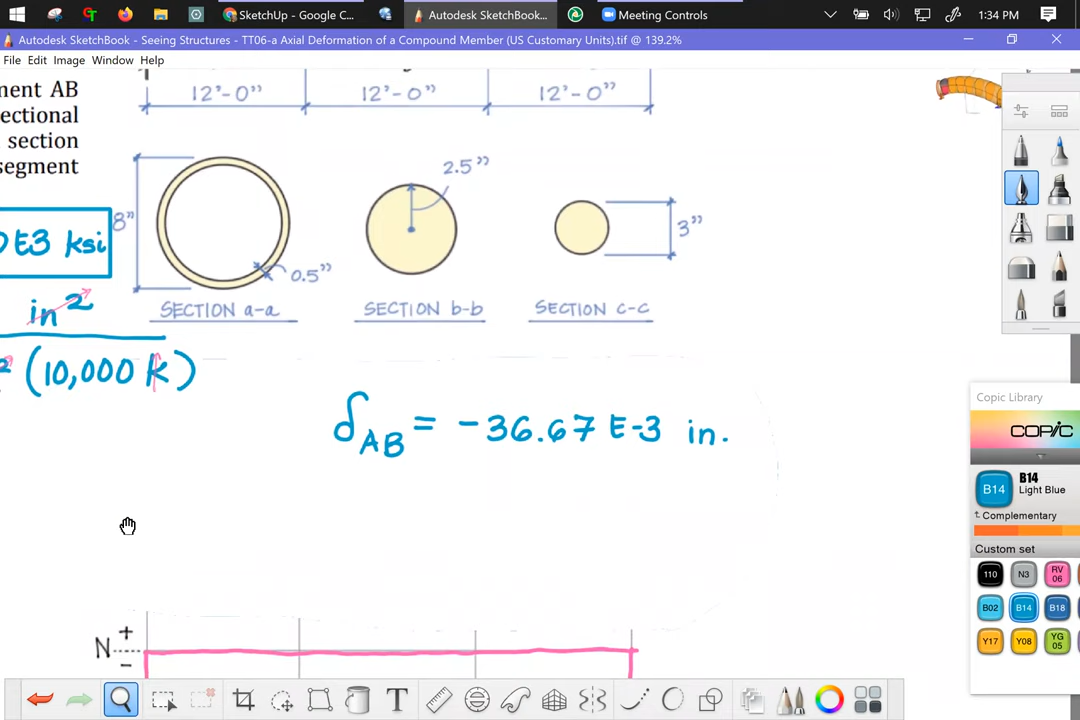 SketchUp - Google C...
Autodesk SketchBook...
Meeting Controls
1:34 PM
Autodesk SketchBook - Seeing Structures - TT06-a Axial Deformation of a Compound Member (US Customary Units).tif @ 139.2%
File Edit Image Window Help
ment AB
ectional
section
segment
12'-0" 12'-0" 12'-0"
8" 0.5" 2.5" 3"
SECTION a-a SECTION b-b SECTION c-c
0 E3 ksi
in 2
2 (10,000 k)
δAB = -36.67 E-3 in.
N + -
T
Copic Library
COPIC
B14
B14
Light Blue
Complementary
Custom set
110 N3 RV 06
B02 B14 B18
Y17 Y08 YG 05